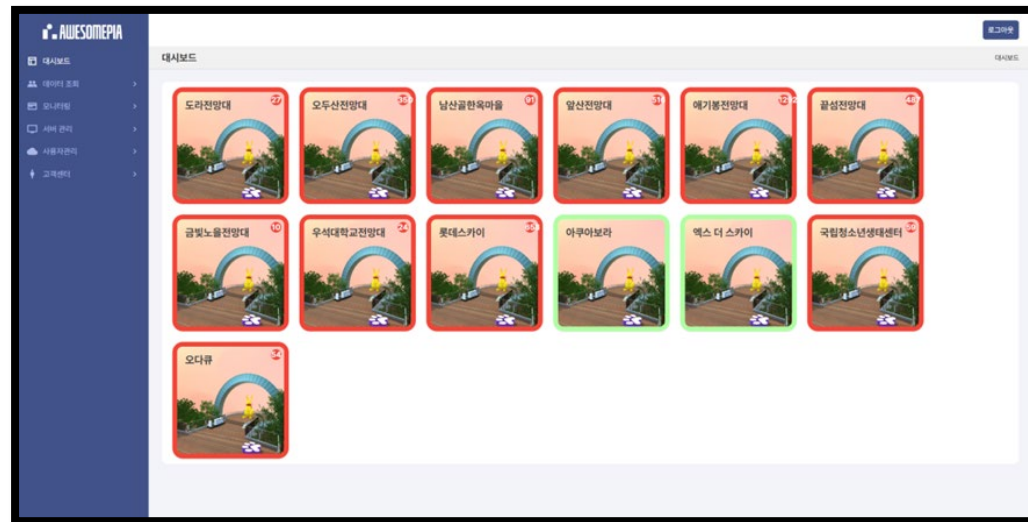 AWESOMEPIA
로그아웃
대시보드
데이터 조회
모니터링
서버 관리
사용자관리
고객센터
대시보드
대시보드
도라전망대
27
오두산전망대
남산골한옥마을
91
앞산전망대
애기봉전망대
끝섬전망대
금빛노을전망대
10
우석대학교전망대
24
롯데스카이
아쿠아보라
엑스 더 스카이
국립청소년생태센터
오다큐
54